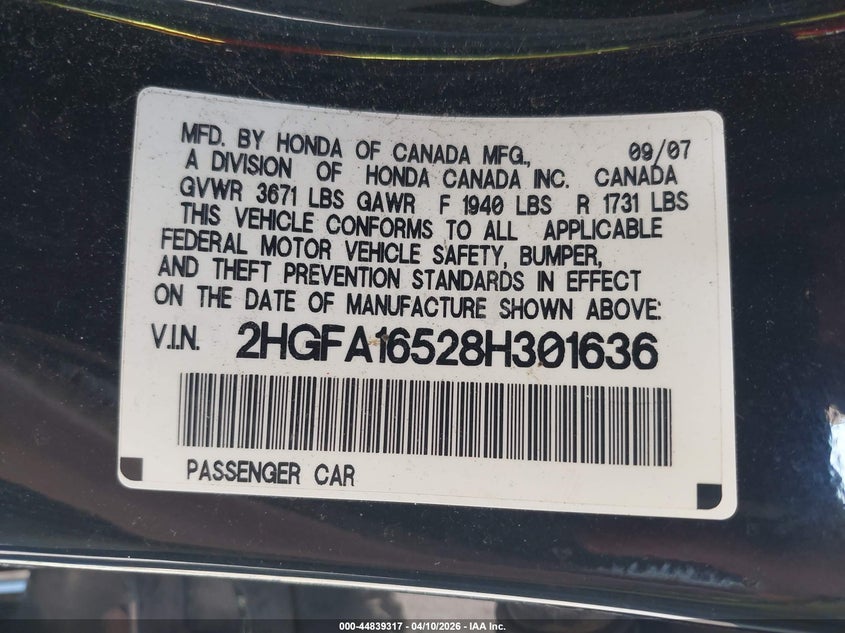 MFD. BY HONDA OF CANADA MFG., 09/07
A DIVISION OF HONDA CANADA INC. CANADA
GVWR 3671 LBS GAWR F 1940 LBS R 1731 LBS
THIS VEHICLE CONFORMS TO ALL APPLICABLE
FEDERAL MOTOR VEHICLE SAFETY, BUMPER,
AND THEFT PREVENTION STANDARDS IN EFFECT
ON THE DATE OF MANUFACTURE SHOWN ABOVE:
V.I.N. 2HGFA16528H301636
PASSENGER CAR
000-44839317 - 04/10/2026 - IAA Inc.